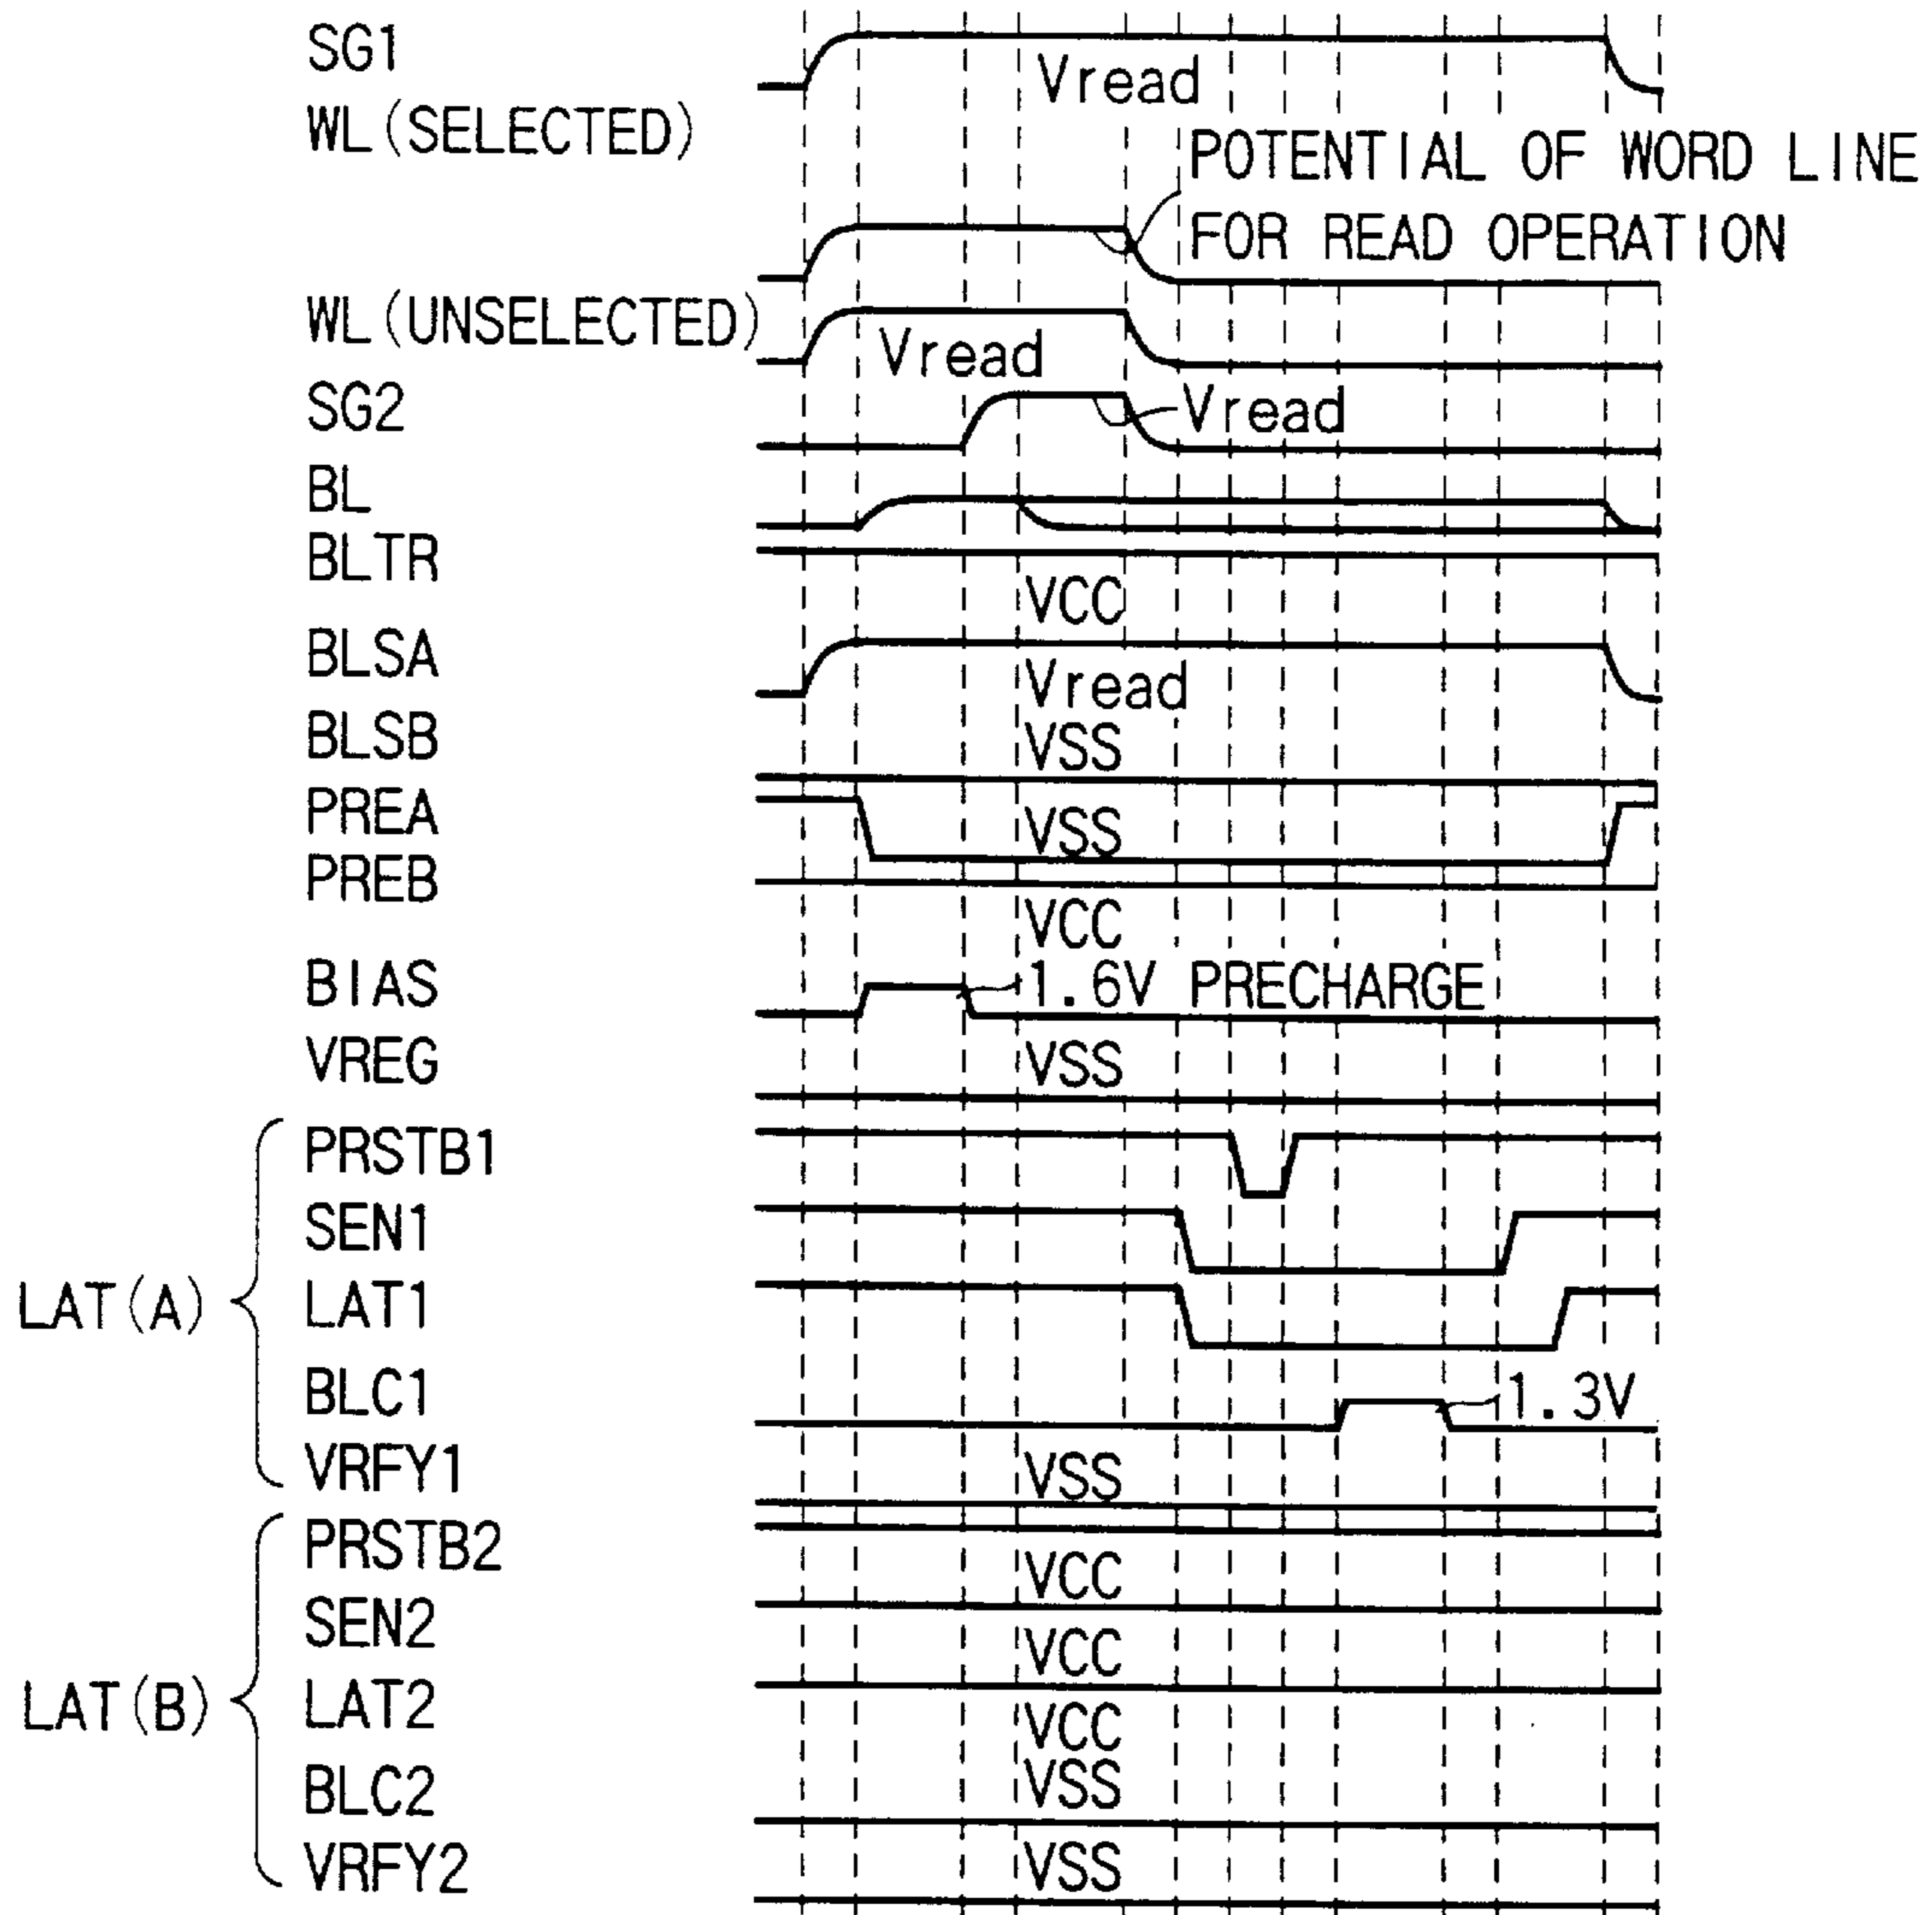 SG1
Vread
WL(SELECTED)
POTENTIAL OF WORD LINE
FOR READ OPERATION
WL(UNSELECTED)
Vread
SG2
Vread
BL
BLTR
VCC
BLSA
Vread
BLSB
VSS
PREA
VSS
PREB
VCC
BIAS
1.6V PRECHARGE
VREG
VSS
LAT(A)
PRSTB1
SEN1
LAT1
BLC1
1.3V
VRFY1
VSS
LAT(B)
PRSTB2
VCC
SEN2
VCC
LAT2
VCC
BLC2
VSS
VRFY2
VSS